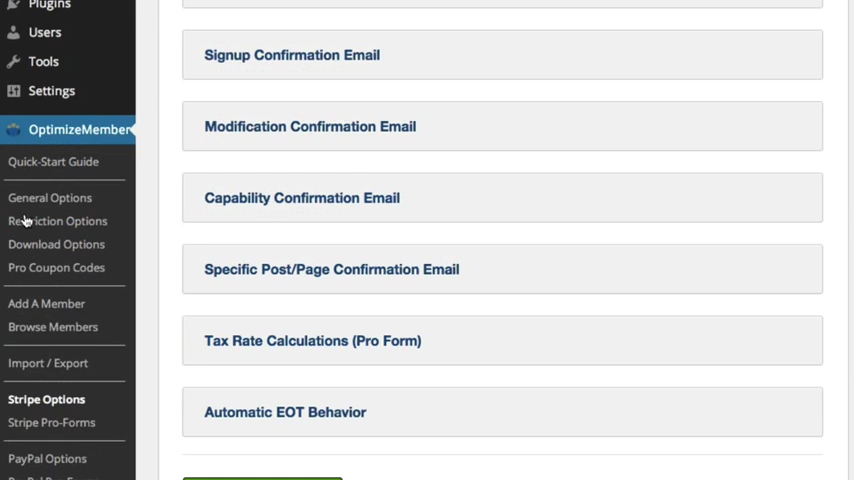 Plugins
Users
Tools
Settings
OptimizeMember
Quick-Start Guide
General Options
Restriction Options
Download Options
Pro Coupon Codes
Add A Member
Browse Members
Import / Export
Stripe Options
Stripe Pro-Forms
PayPal Options
Signup Confirmation Email
Modification Confirmation Email
Capability Confirmation Email
Specific Post/Page Confirmation Email
Tax Rate Calculations (Pro Form)
Automatic EOT Behavior